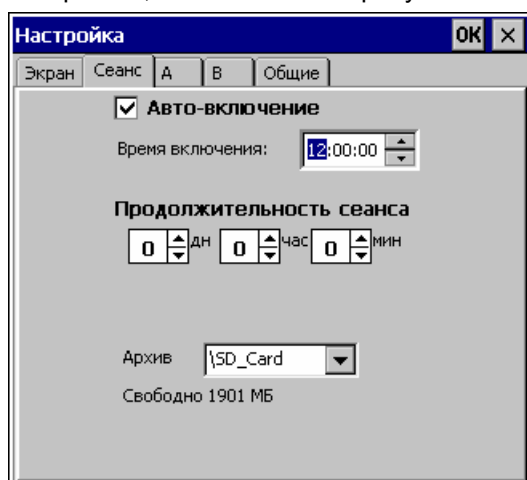 Настройка OK ×
Экран Сеанс A B Общие
Авто-включение
Время включения: 12:00:00
Продолжительность сеанса
0 дн 0 час 0 мин
Архив \SD_Card
Свободно 1901 МБ